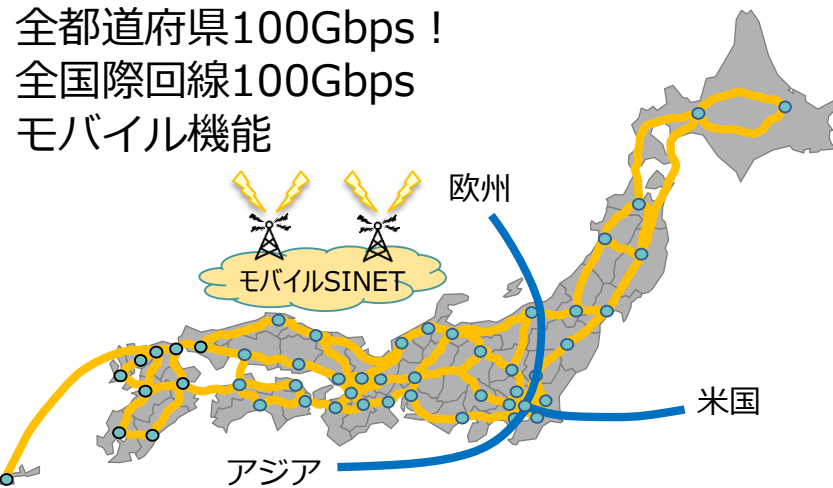 全都道府県100Gbps！
全国際回線100Gbps
モバイル機能
欧州
モバイルSINET
米国
アジア